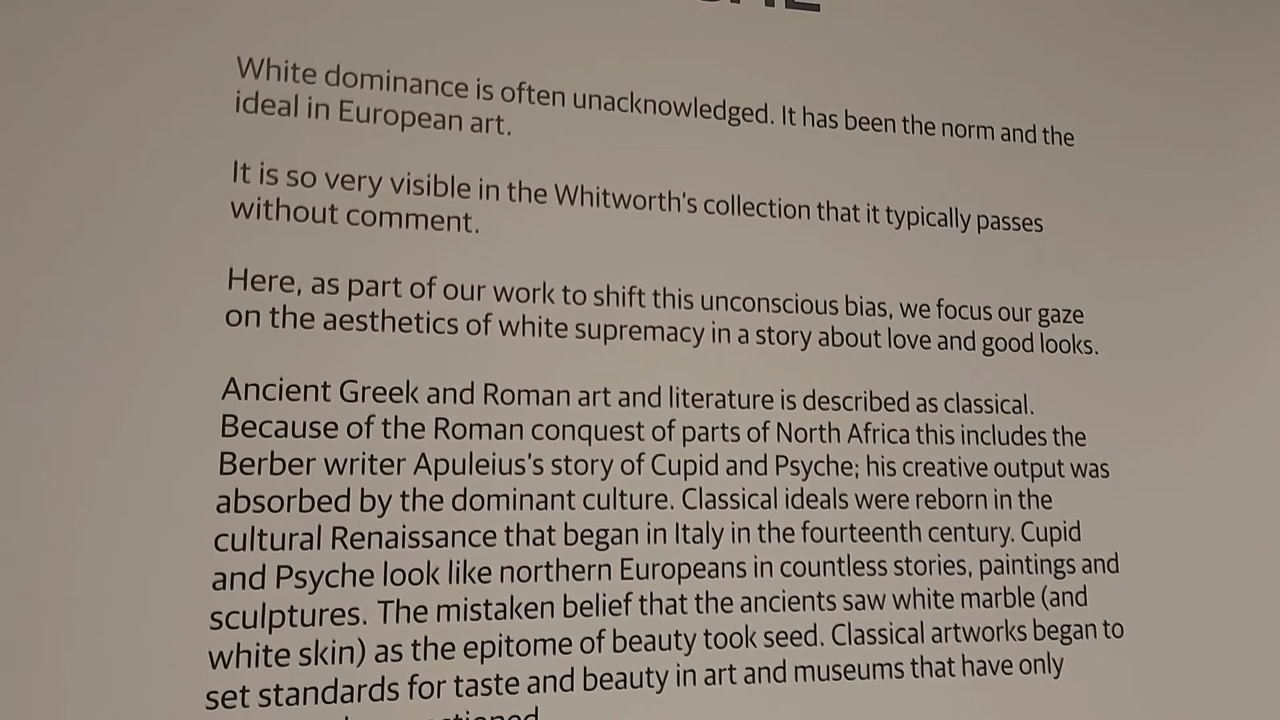 White dominance is often unacknowledged. It has been the norm and the
ideal in European art.
It is so very visible in the Whitworth's collection that it typically passes
without comment.
Here, as part of our work to shift this unconscious bias, we focus our gaze
on the aesthetics of white supremacy in a story about love and good looks.
Ancient Greek and Roman art and literature is described as classical.
Because of the Roman conquest of parts of North Africa this includes the
Berber writer Apuleius's story of Cupid and Psyche; his creative output was
absorbed by the dominant culture. Classical ideals were reborn in the
cultural Renaissance that began in Italy in the fourteenth century. Cupid
and Psyche look like northern Europeans in countless stories, paintings and
sculptures. The mistaken belief that the ancients saw white marble (and
white skin) as the epitome of beauty took seed. Classical artworks began to
set standards for taste and beauty in art and museums that have only